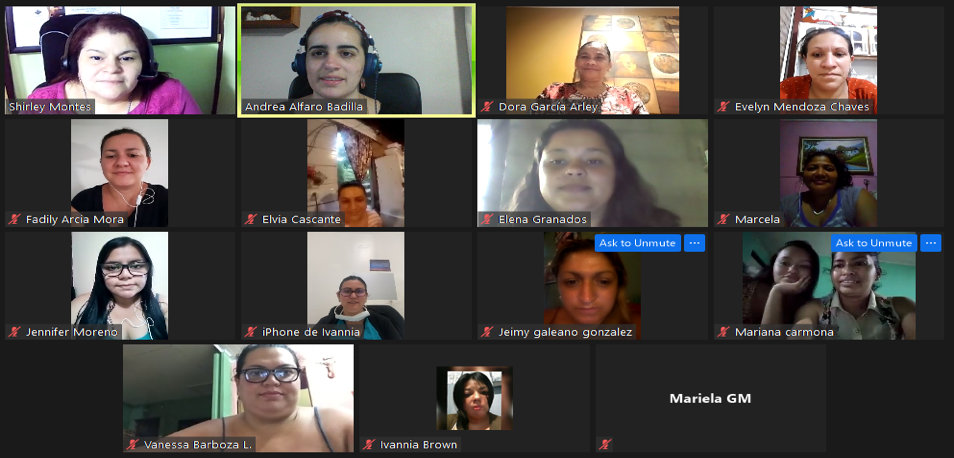 Shirley Montes
Andrea Alfaro Badilla
Dora García Arley
Evelyn Mendoza Chaves
Fadily Arcia Mora
Elvia Cascante
Elena Granados
Marcela
Ask to Unmute
Ask to Unmute
Jennifer Moreno
iPhone de Ivannia
Jeimy galeano gonzalez
Mariana carmona
Mariela GM
Vanessa Barboza L.
Ivannia Brown